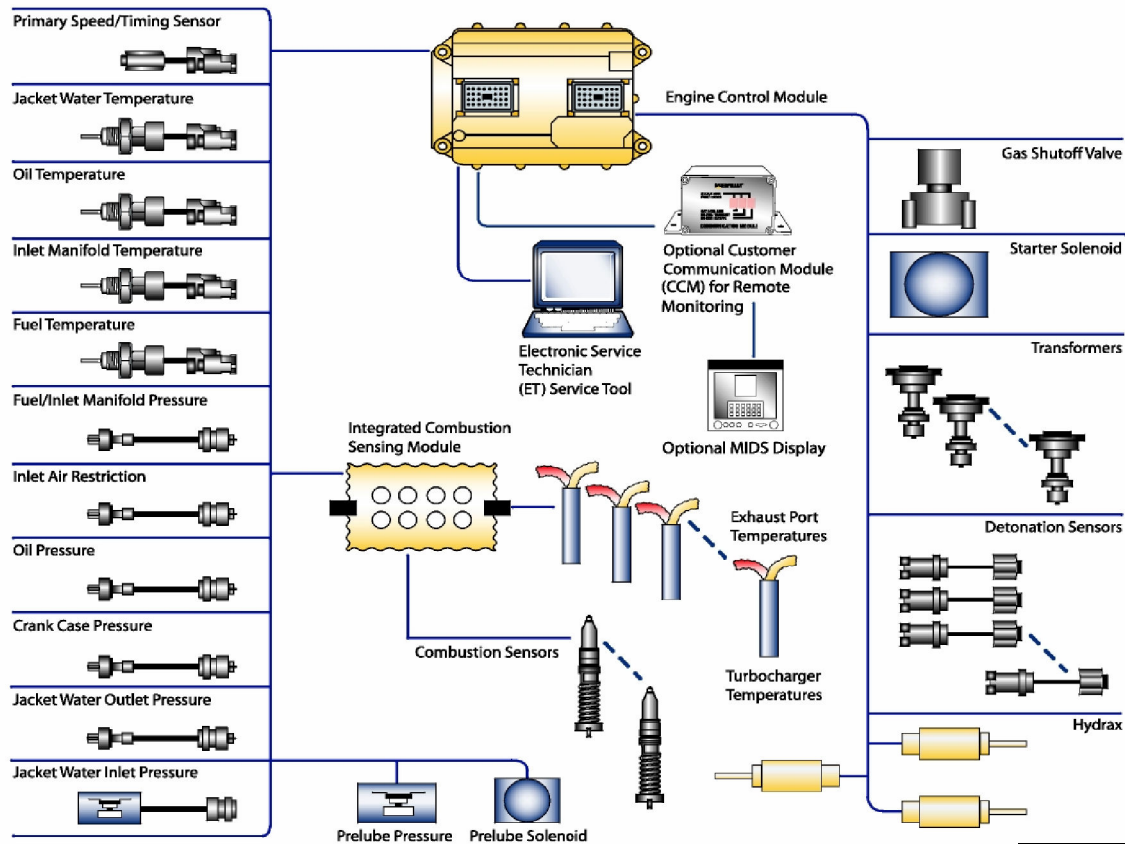 Primary Speed/Timing Sensor
Jacket Water Temperature
Oil Temperature
Inlet Manifold Temperature
Fuel Temperature
Fuel/Inlet Manifold Pressure
Inlet Air Restriction
Oil Pressure
Crank Case Pressure
Jacket Water Outlet Pressure
Jacket Water Inlet Pressure
Prelube Pressure
Prelube Solenoid
Engine Control Module
Optional Customer
Communication Module
(CCM) for Remote
Monitoring
Electronic Service
Technician
(ET) Service Tool
Optional MIDS Display
Integrated Combustion
Sensing Module
Exhaust Port
Temperatures
Combustion Sensors
Turbocharger
Temperatures
Gas Shutoff Valve
Starter Solenoid
Transformers
Detonation Sensors
Hydrax